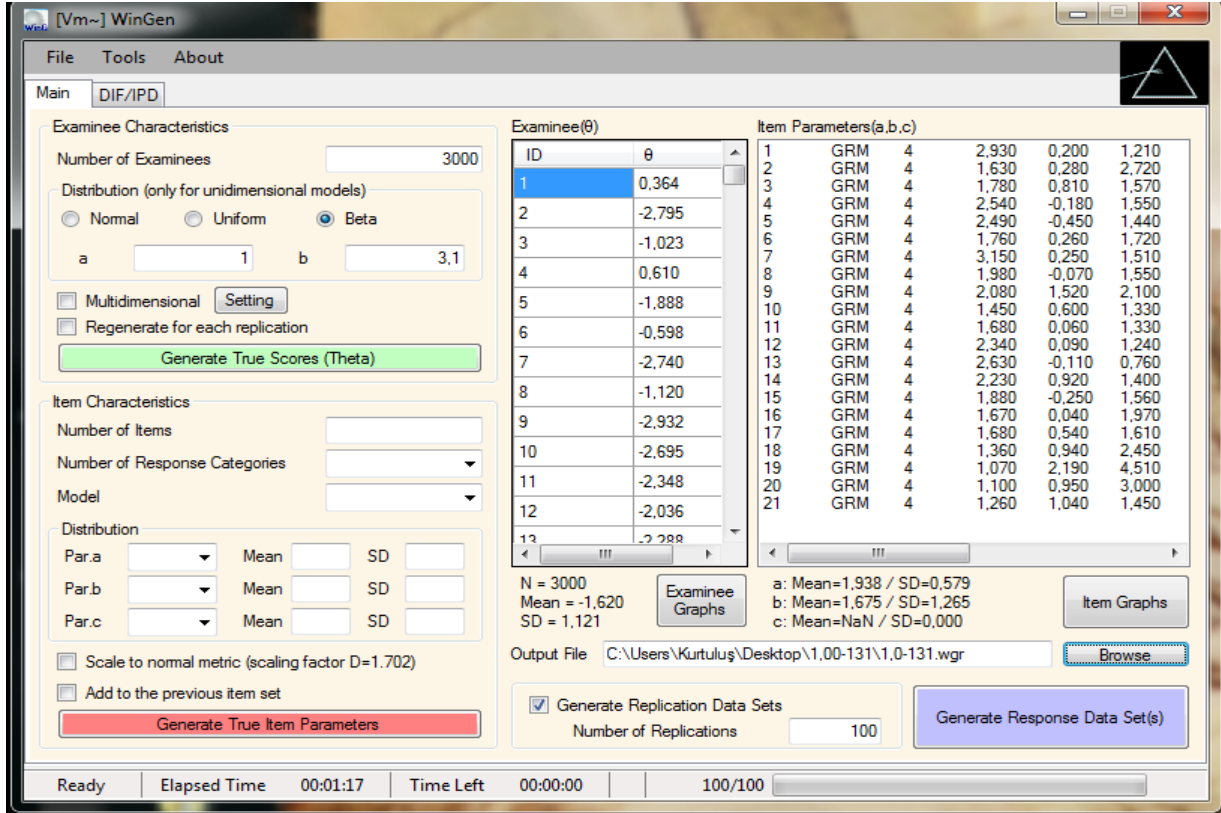 [Vm~] WinGen
File Tools About
Main DIF/IPD
Examinee Characteristics
Number of Examinees 3000
Distribution (only for unidimensional models)
Normal Uniform Beta
a 1 b 3,1
Multidimensional Setting
Regenerate for each replication
Generate True Scores (Theta)
Item Characteristics
Number of Items
Number of Response Categories
Model
Distribution
Par.a Mean SD
Par.b Mean SD
Par.c Mean SD
Scale to normal metric (scaling factor D=1.702)
Add to the previous item set
Generate True Item Parameters
Examinee(θ)
ID θ
1 0,364
2 -2,795
3 -1,023
4 0,610
5 -1,888
6 -0,598
7 -2,740
8 -1,120
9 -2,932
10 -2,695
11 -2,348
12 -2,036
13 -2,288
N = 3000
Mean = -1,620
SD = 1,121
Examinee
Graphs
Item Parameters(a,b,c)
1 GRM 4 2,930 0,200 1,210
2 GRM 4 1,630 0,280 2,720
3 GRM 4 1,780 0,810 1,570
4 GRM 4 2,540 -0,180 1,550
5 GRM 4 2,490 -0,450 1,440
6 GRM 4 1,760 0,260 1,720
7 GRM 4 3,150 0,250 1,510
8 GRM 4 1,980 -0,070 1,550
9 GRM 4 2,080 1,520 2,100
10 GRM 4 1,450 0,600 1,330
11 GRM 4 1,680 0,060 1,330
12 GRM 4 2,340 0,090 1,240
13 GRM 4 2,630 -0,110 0,760
14 GRM 4 2,230 0,920 1,400
15 GRM 4 1,880 -0,250 1,560
16 GRM 4 1,670 0,040 1,970
17 GRM 4 1,680 0,540 1,610
18 GRM 4 1,360 0,940 2,450
19 GRM 4 1,070 2,190 4,510
20 GRM 4 1,100 0,950 3,000
21 GRM 4 1,260 1,040 1,450
a: Mean=1,938 / SD=0,579
b: Mean=1,675 / SD=1,265
c: Mean=NaN / SD=0,000
Item Graphs
Output File C:\Users\Kurtuluş\Desktop\1,00-131\1,0-131.wgr Browse
Generate Replication Data Sets
Number of Replications 100
Generate Response Data Set(s)
Ready Elapsed Time 00:01:17 Time Left 00:00:00 100/100